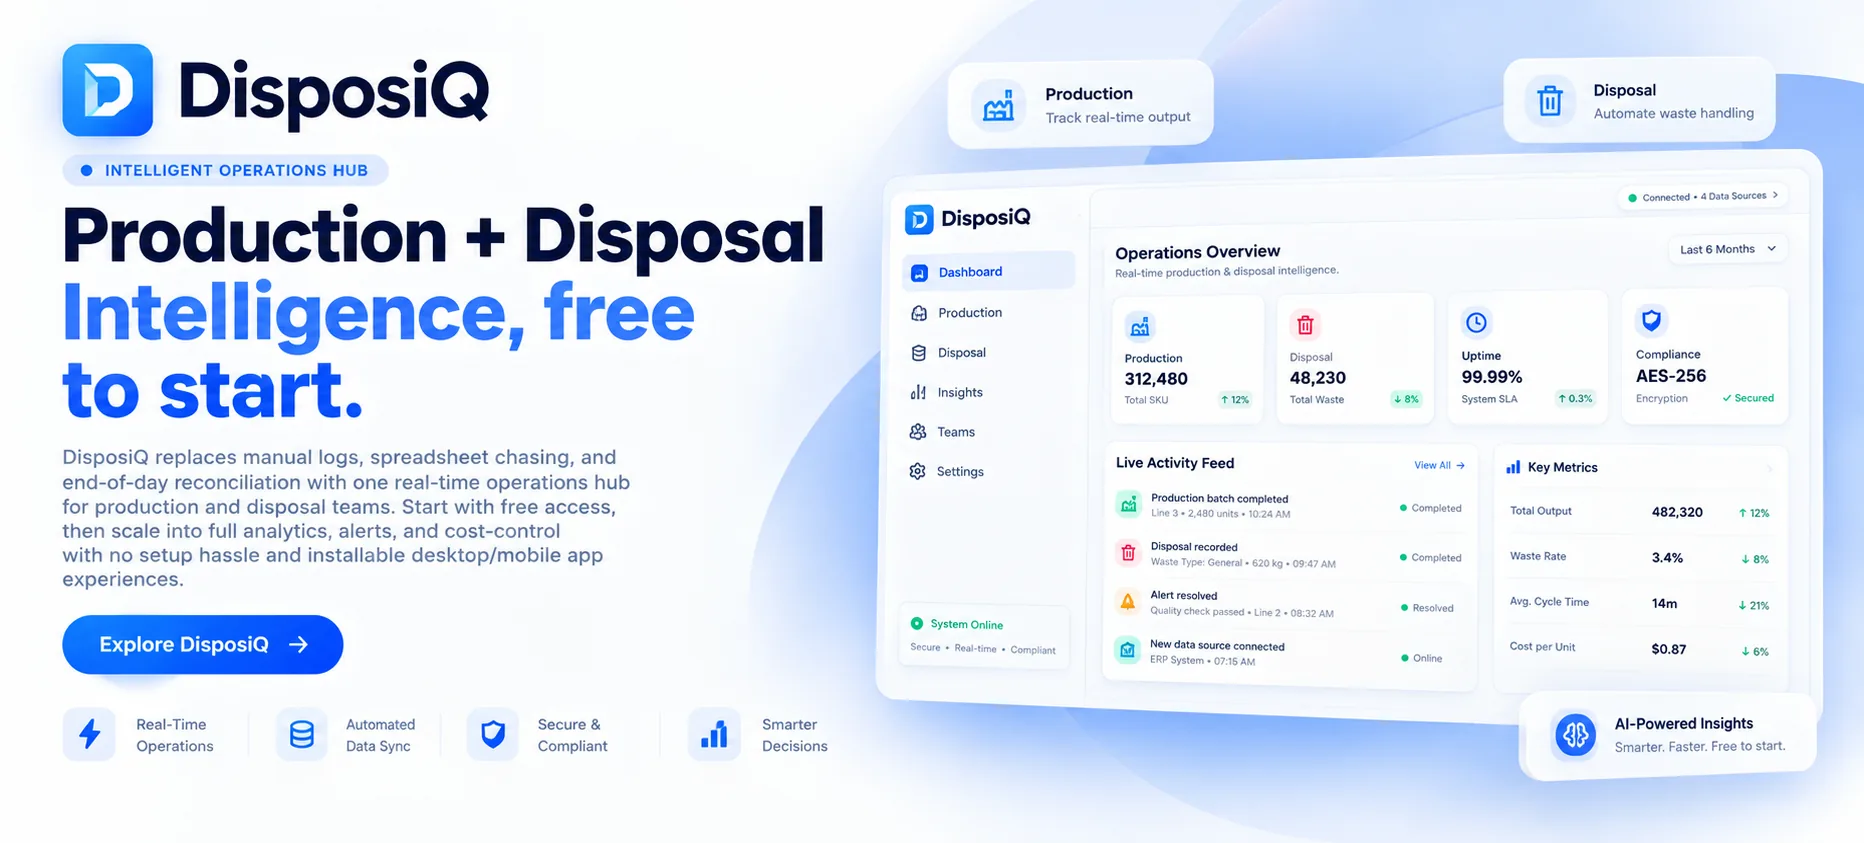 DisposiQ
INTELLIGENT OPERATIONS HUB
Production + Disposal
Intelligence, free
to start.
DisposiQ replaces manual logs, spreadsheet chasing, and
end-of-day reconciliation with one real-time operations hub
for production and disposal teams. Start with free access,
then scale into full analytics, alerts, and cost-control
with no setup hassle and installable desktop/mobile app
experiences.
Explore DisposiQ →
Real-Time
Operations
Automated
Data Sync
Secure &
Compliant
Smarter
Decisions
Production
Track real-time output
Disposal
Automate waste handling
DisposiQ
Dashboard
Production
Disposal
Insights
Teams
Settings
System Online
Secure • Real-time • Compliant
Connected • 4 Data Sources >
Operations Overview
Real-time production & disposal intelligence.
Last 6 Months
Production
312,480
Total SKU ↑ 12%
Disposal
48,230
Total Waste ↓ 8%
Uptime
99.99%
System SLA ↑ 0.3%
Compliance
AES-256
Encryption ✓ Secured
Live Activity Feed View All →
Production batch completed
Line 3 • 2,480 units • 10:24 AM
Completed
Disposal recorded
Waste Type: General • 620 kg • 09:47 AM
Completed
Alert resolved
Quality check passed • Line 2 • 08:32 AM
Resolved
New data source connected
ERP System • 07:15 AM
Online
Key Metrics
Total Output 482,320 ↑ 12%
Waste Rate 3.4% ↓ 8%
Avg. Cycle Time 14m ↓ 21%
Cost per Unit $0.87 ↓ 6%
AI-Powered Insights
Smarter. Faster. Free to start.